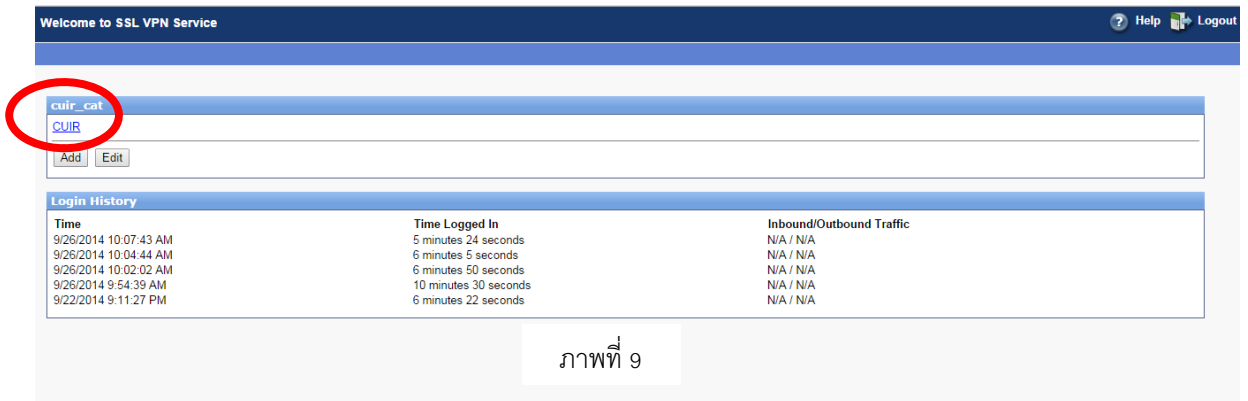 Welcome to SSL VPN Service Help Logout
cuir_cat
CUIR
Add Edit
Login History
Time Time Logged In Inbound/Outbound Traffic
9/26/2014 10:07:43 AM 5 minutes 24 seconds N/A / N/A
9/26/2014 10:04:44 AM 6 minutes 5 seconds N/A / N/A
9/26/2014 10:02:02 AM 6 minutes 50 seconds N/A / N/A
9/26/2014 9:54:39 AM 10 minutes 30 seconds N/A / N/A
9/22/2014 9:11:27 PM 6 minutes 22 seconds N/A / N/A
ภาพที่ 9